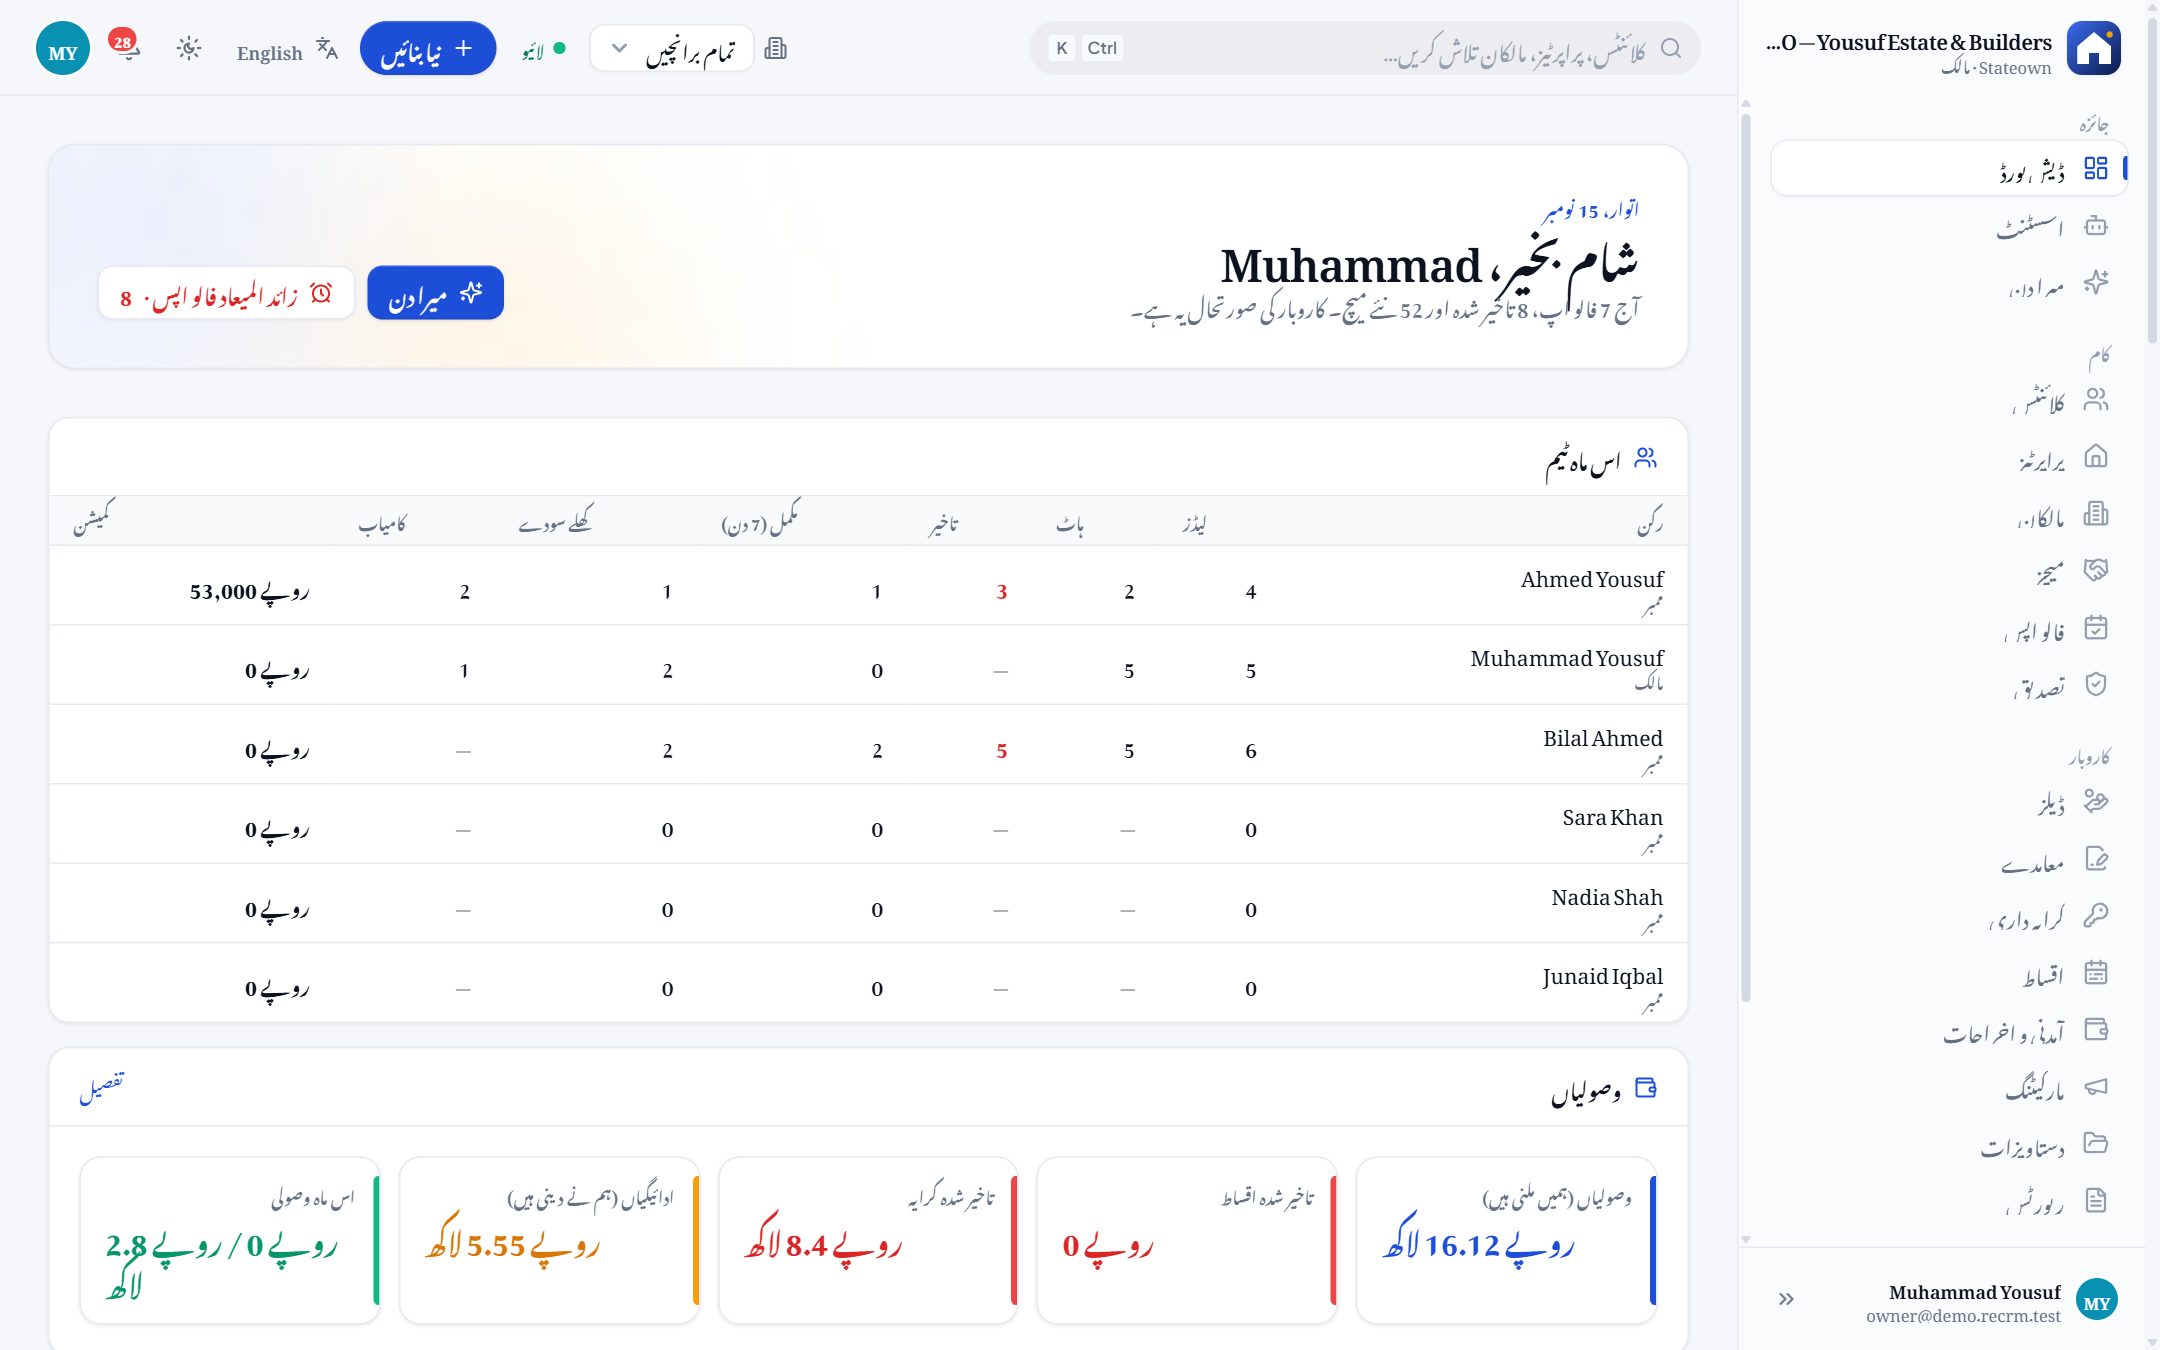 O — Yousuf Estate & Builders...
Stateown · مالک
جائزہ
ڈیش بورڈ
اسسٹنٹ
میرا دن
کام
کلائنٹس
پراپرٹیز
مالکان
میچز
فالو اپس
تصدیق
کاروبار
ڈیلز
معاہدے
کرایہ داری
اقساط
آمدنی و اخراجات
مارکیٹنگ
دستاویزات
رپورٹس
Muhammad Yousuf
owner@demo.recrm.test
MY
کلائنٹس، پراپرٹیز، مالکان تلاش کریں...
Ctrl K
تمام برانچیں
لائیو
نیا بنائیں
English
28
MY
اتوار، 15 نومبر
شام بخیر، Muhammad
آج 7 فالو اپ، 8 تاخیر شدہ اور 52 نئے میچ۔ کاروبار کی صورتحال یہ ہے۔
میرا دن
زائد المیعاد فالو اپس · 8
اس ماہ ٹیم
رکن لیڈز ہاٹ تاخیر مکمل (7 دن) کھلے سودے کامیاب کمیشن
Ahmed Yousuf 4 2 3 1 1 2 روپے 53,000
ممبر
Muhammad Yousuf 5 5 — 0 2 1 روپے 0
مالک
Bilal Ahmed 6 5 5 2 2 — روپے 0
ممبر
Sara Khan 0 — — 0 0 — روپے 0
ممبر
Nadia Shah 0 — — 0 0 — روپے 0
ممبر
Junaid Iqbal 0 — — 0 0 — روپے 0
ممبر
وصولیاں
تفصیل
وصولیاں (ہمیں ملنی ہیں)
روپے 16.12 لاکھ
تاخیر شدہ اقساط
روپے 0
تاخیر شدہ کرایہ
روپے 8.4 لاکھ
ادائیگیاں (ہم نے دینی ہیں)
روپے 5.55 لاکھ
اس ماہ وصولی
روپے 0 / روپے 2.8
لاکھ